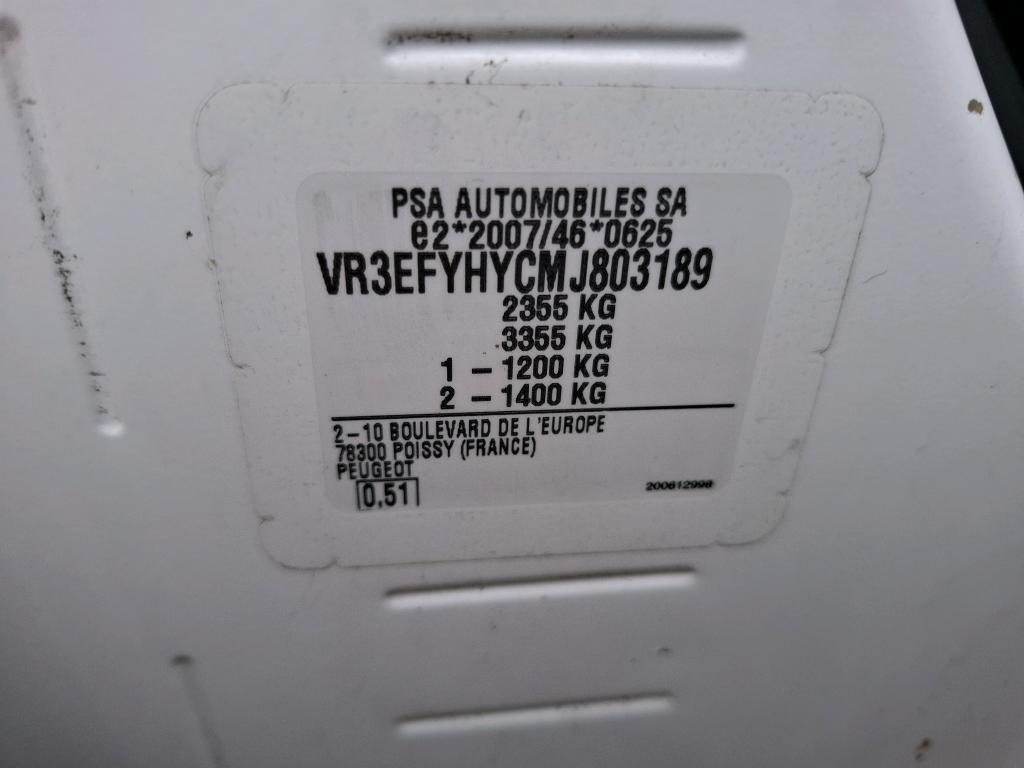 PSA AUTOMOBILES SA
e2*2007/46*0625
VR3EFYHYCMJ803189
2355 KG
3355 KG
1 - 1200 KG
2 - 1400 KG
2-10 BOULEVARD DE L'EUROPE
78300 POISSY (FRANCE)
PEUGEOT
0,51
200612998